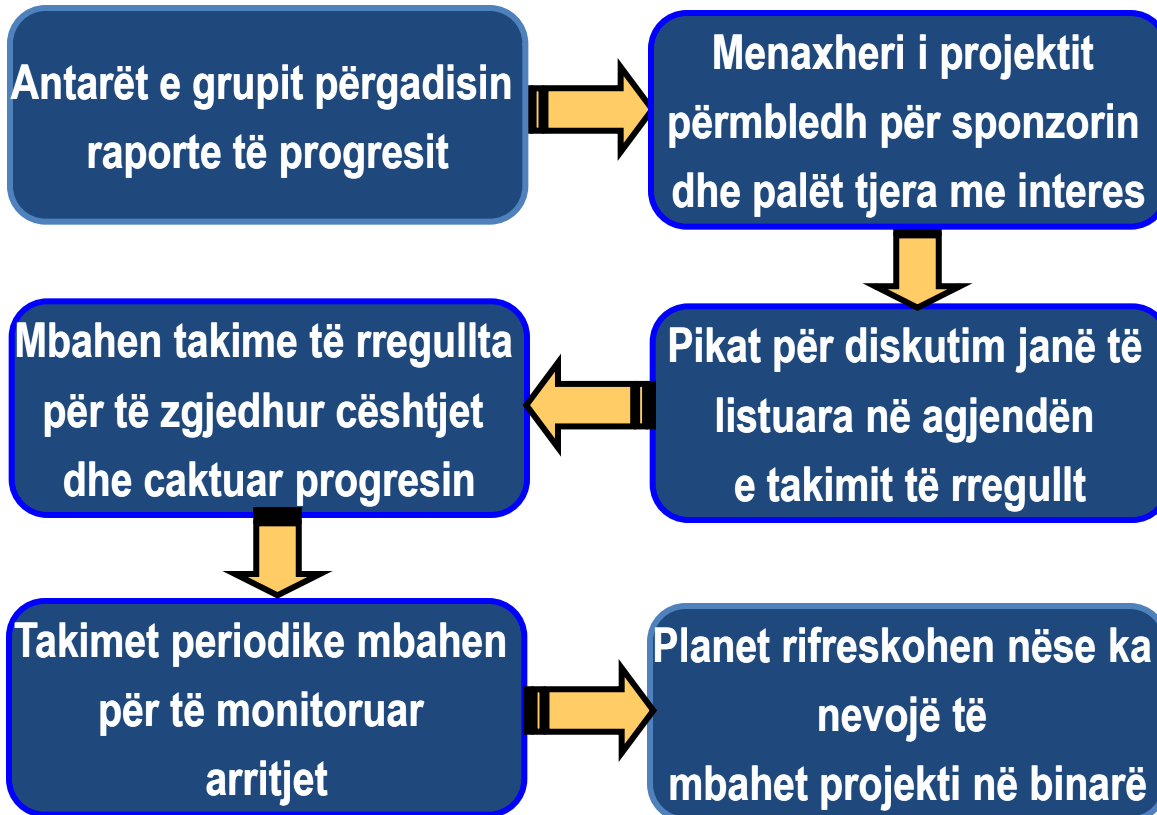 Antarët e grupit përgadisin
raporte të progresit
Menaxheri i projektit
përmbledh për sponzorin
dhe palët tjera me interes
Pikat për diskutim janë të
listuara në agjendën
e takimit të rregullt
Mbahen takime të rregullta
për të zgjedhur cështjet
dhe caktuar progresin
Takimet periodike mbahen
për të monitoruar
arritjet
Planet rifreskohen nëse ka
nevojë të
mbahet projekti në binarë